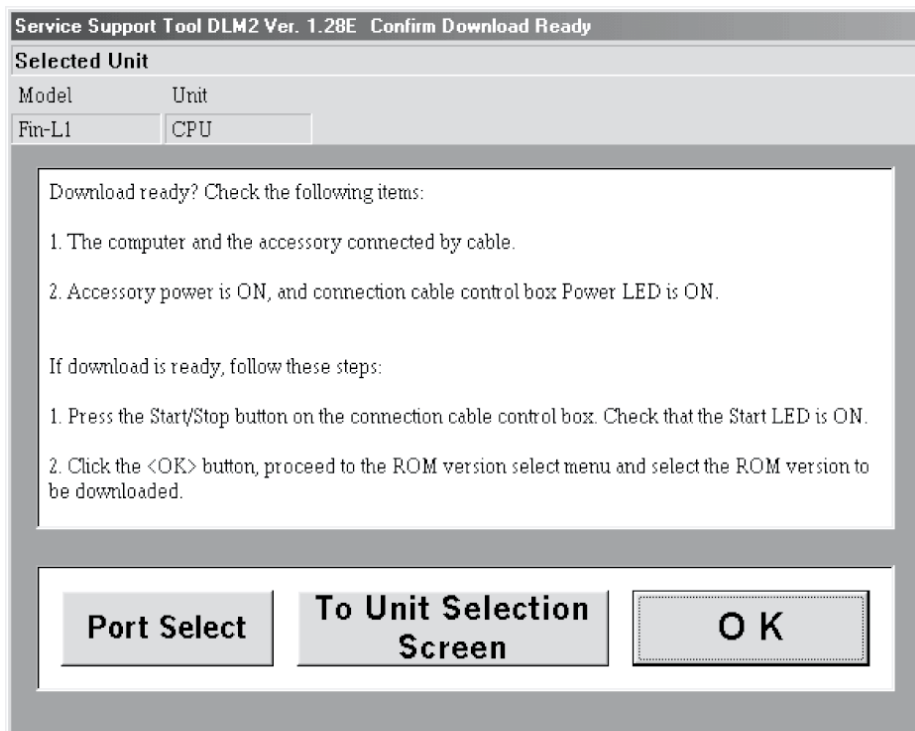 Service Support Tool DLM2 Ver. 1.28E  Confirm Download Ready
Selected Unit
Model Unit
Fin-L1 CPU
Download ready? Check the following items:
1. The computer and the accessory connected by cable.
2. Accessory power is ON, and connection cable control box Power LED is ON.
If download is ready, follow these steps:
1. Press the Start/Stop button on the connection cable control box. Check that the Start LED is ON.
2. Click the <OK> button, proceed to the ROM version select menu and select the ROM version to
be downloaded.
Port Select
To Unit Selection
Screen
O K